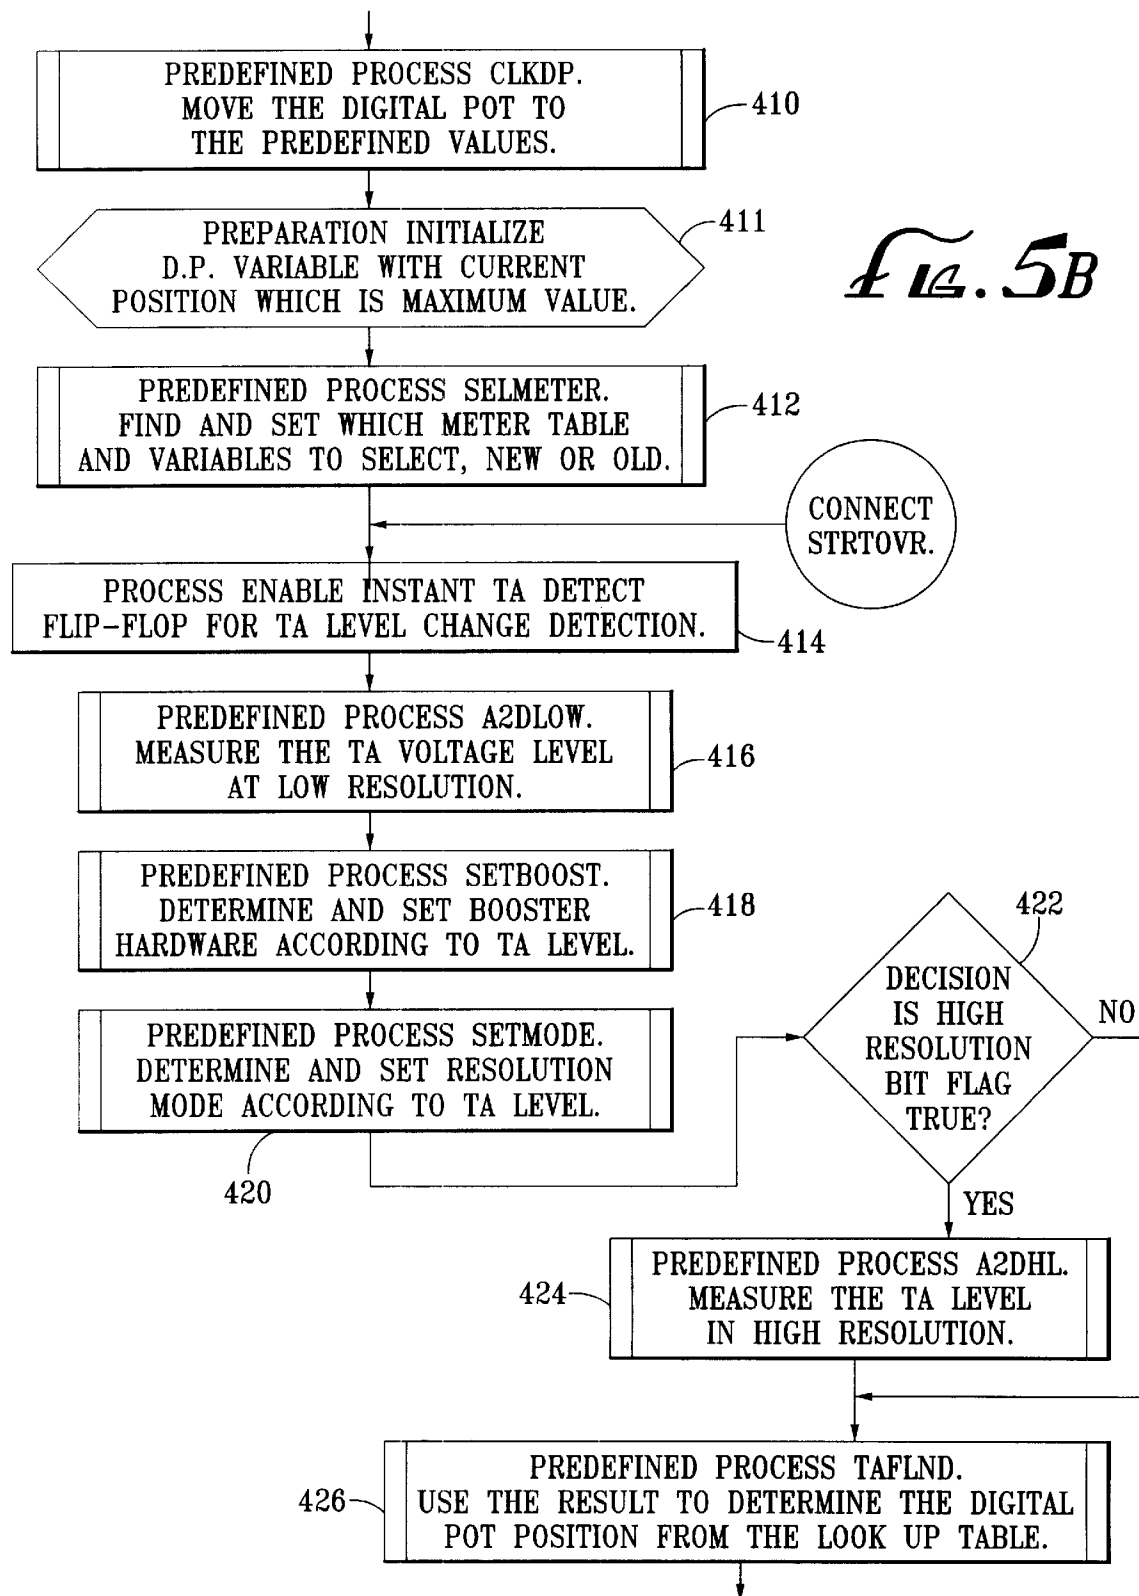 PREDEFINED PROCESS CLKDP.
MOVE THE DIGITAL POT TO
THE PREDEFINED VALUES.
410
PREPARATION INITIALIZE
D.P. VARIABLE WITH CURRENT
POSITION WHICH IS MAXIMUM VALUE.
411
FIG. 5B
PREDEFINED PROCESS SELMETER.
FIND AND SET WHICH METER TABLE
AND VARIABLES TO SELECT, NEW OR OLD.
412
CONNECT
STRTOVR.
PROCESS ENABLE INSTANT TA DETECT
FLIP-FLOP FOR TA LEVEL CHANGE DETECTION.
414
PREDEFINED PROCESS A2DLOW.
MEASURE THE TA VOLTAGE LEVEL
AT LOW RESOLUTION.
416
PREDEFINED PROCESS SETBOOST.
DETERMINE AND SET BOOSTER
HARDWARE ACCORDING TO TA LEVEL.
418
PREDEFINED PROCESS SETMODE.
DETERMINE AND SET RESOLUTION
MODE ACCORDING TO TA LEVEL.
420
422
DECISION
IS HIGH
RESOLUTION
BIT FLAG
TRUE?
NO
YES
PREDEFINED PROCESS A2DHL.
MEASURE THE TA LEVEL
IN HIGH RESOLUTION.
424
PREDEFINED PROCESS TAFLND.
USE THE RESULT TO DETERMINE THE DIGITAL
POT POSITION FROM THE LOOK UP TABLE.
426